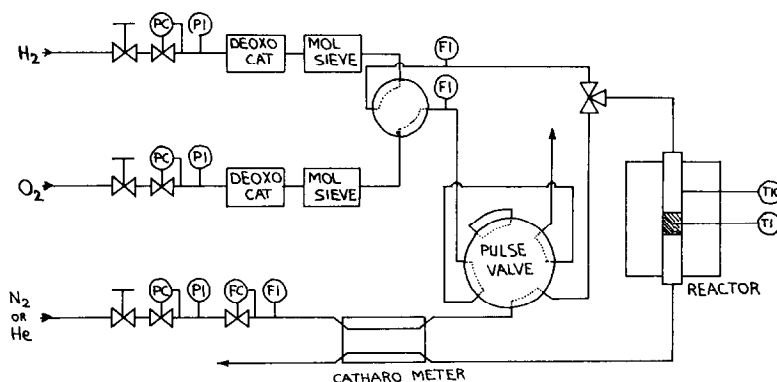 PC PI
H2 DEOXO CAT MOL SIEVE
FI
FI
PC PI
O2 DEOXO CAT MOL SIEVE
TK
TI
PULSE VALVE
REACTOR
PC PI FC FI
N2 OR He
CATHARO METER